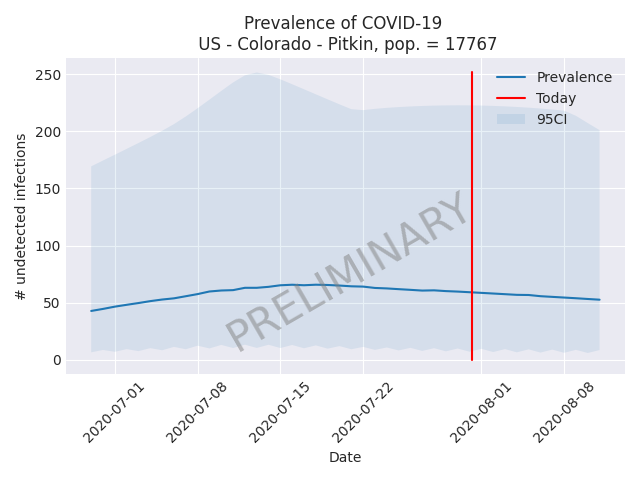 Prevalence of COVID-19
US - Colorado - Pitkin, pop. = 17767
250
200
150
100
50
0
# undetected infections
Prevalence
Today
95CI
PRELIMINARY
2020-07-01
2020-07-08
2020-07-15
2020-07-22
2020-08-01
2020-08-08
Date